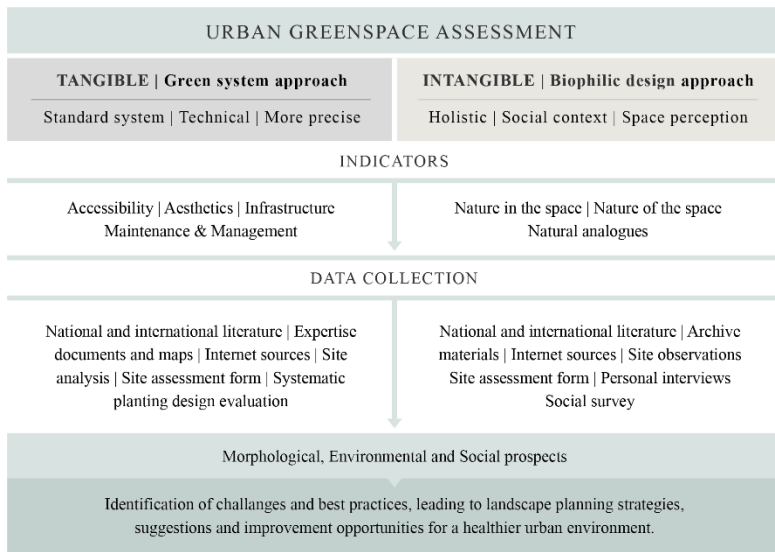 URBAN GREENSPACE ASSESSMENT
TANGIBLE | Green system approach
Standard system | Technical | More precise
INTANGIBLE | Biophilic design approach
Holistic | Social context | Space perception
INDICATORS
Accessibility | Aesthetics | Infrastructure
Maintenance & Management
Nature in the space | Nature of the space
Natural analogues
DATA COLLECTION
National and international literature | Expertise
documents and maps | Internet sources | Site
analysis | Site assessment form | Systematic
planting design evaluation
National and international literature | Archive
materials | Internet sources | Site observations
Site assessment form | Personal interviews
Social survey
Morphological, Environmental and Social prospects
Identification of challenges and best practices, leading to landscape planning strategies,
suggestions and improvement opportunities for a healthier urban environment.